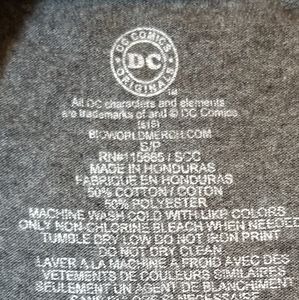 DC COMICS
DC
ORIGINALS
TM
All DC characters and elements
are trademarks of and © DC Comics
(s16)
BIOWORLDMERCH.COM
S/P
RN#115665 / SCC
MADE IN HONDURAS
FABRIQUE EN HONDURAS
50% COTTON / COTON
50% POLYESTER
MACHINE WASH COLD WITH LIKE COLORS
ONLY NON-CHLORINE BLEACH WHEN NEEDED
TUMBLE DRY LOW DO NOT IRON PRINT
DO NOT DRY CLEAN
LAVER A LA MACHINE A FROID AVEC DES
VETEMENTS DE COULEURS SIMILAIRES
SEULEMENT UN AGENT DE BLANCHIMENT